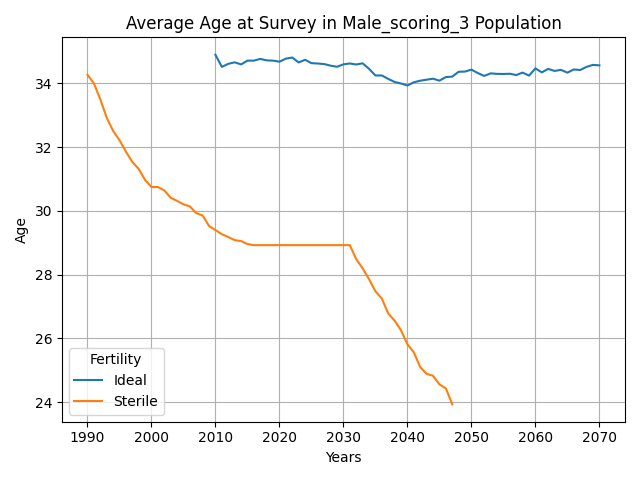 Average Age at Survey in Male_scoring_3 Population
Age
34
32
30
28
26
24
Fertility
Ideal
Sterile
1990 2000 2010 2020 2030 2040 2050 2060 2070
Years